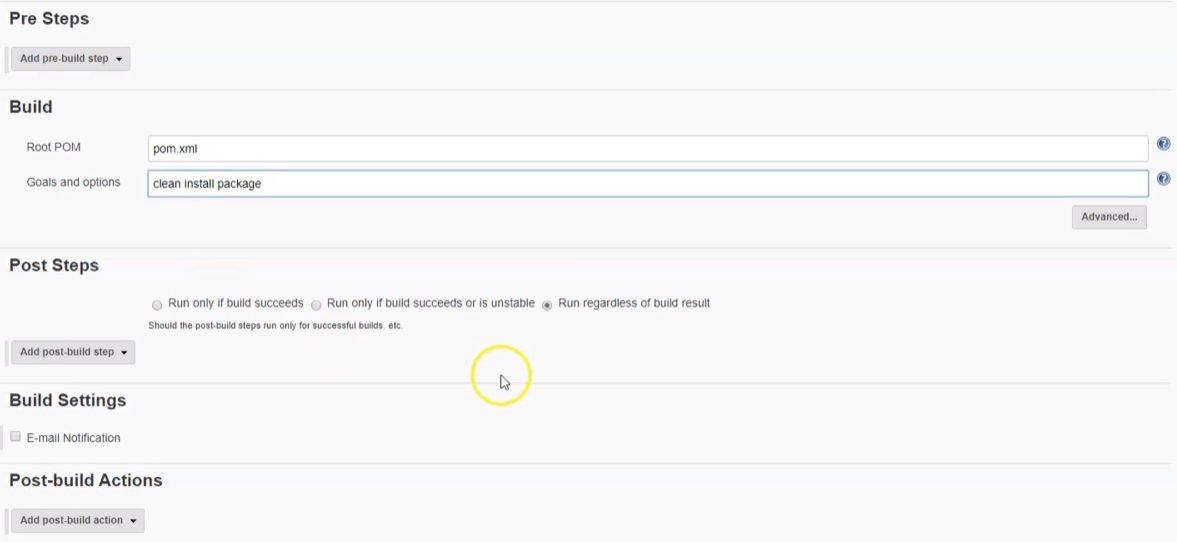 Pre Steps
Add pre-build step
Build
Root POM pom.xml
Goals and options clean install package
Advanced...
Post Steps
Run only if build succeeds Run only if build succeeds or is unstable Run regardless of build result
Should the post-build steps run only for successful builds, etc.
Add post-build step
Build Settings
E-mail Notification
Post-build Actions
Add post-build action